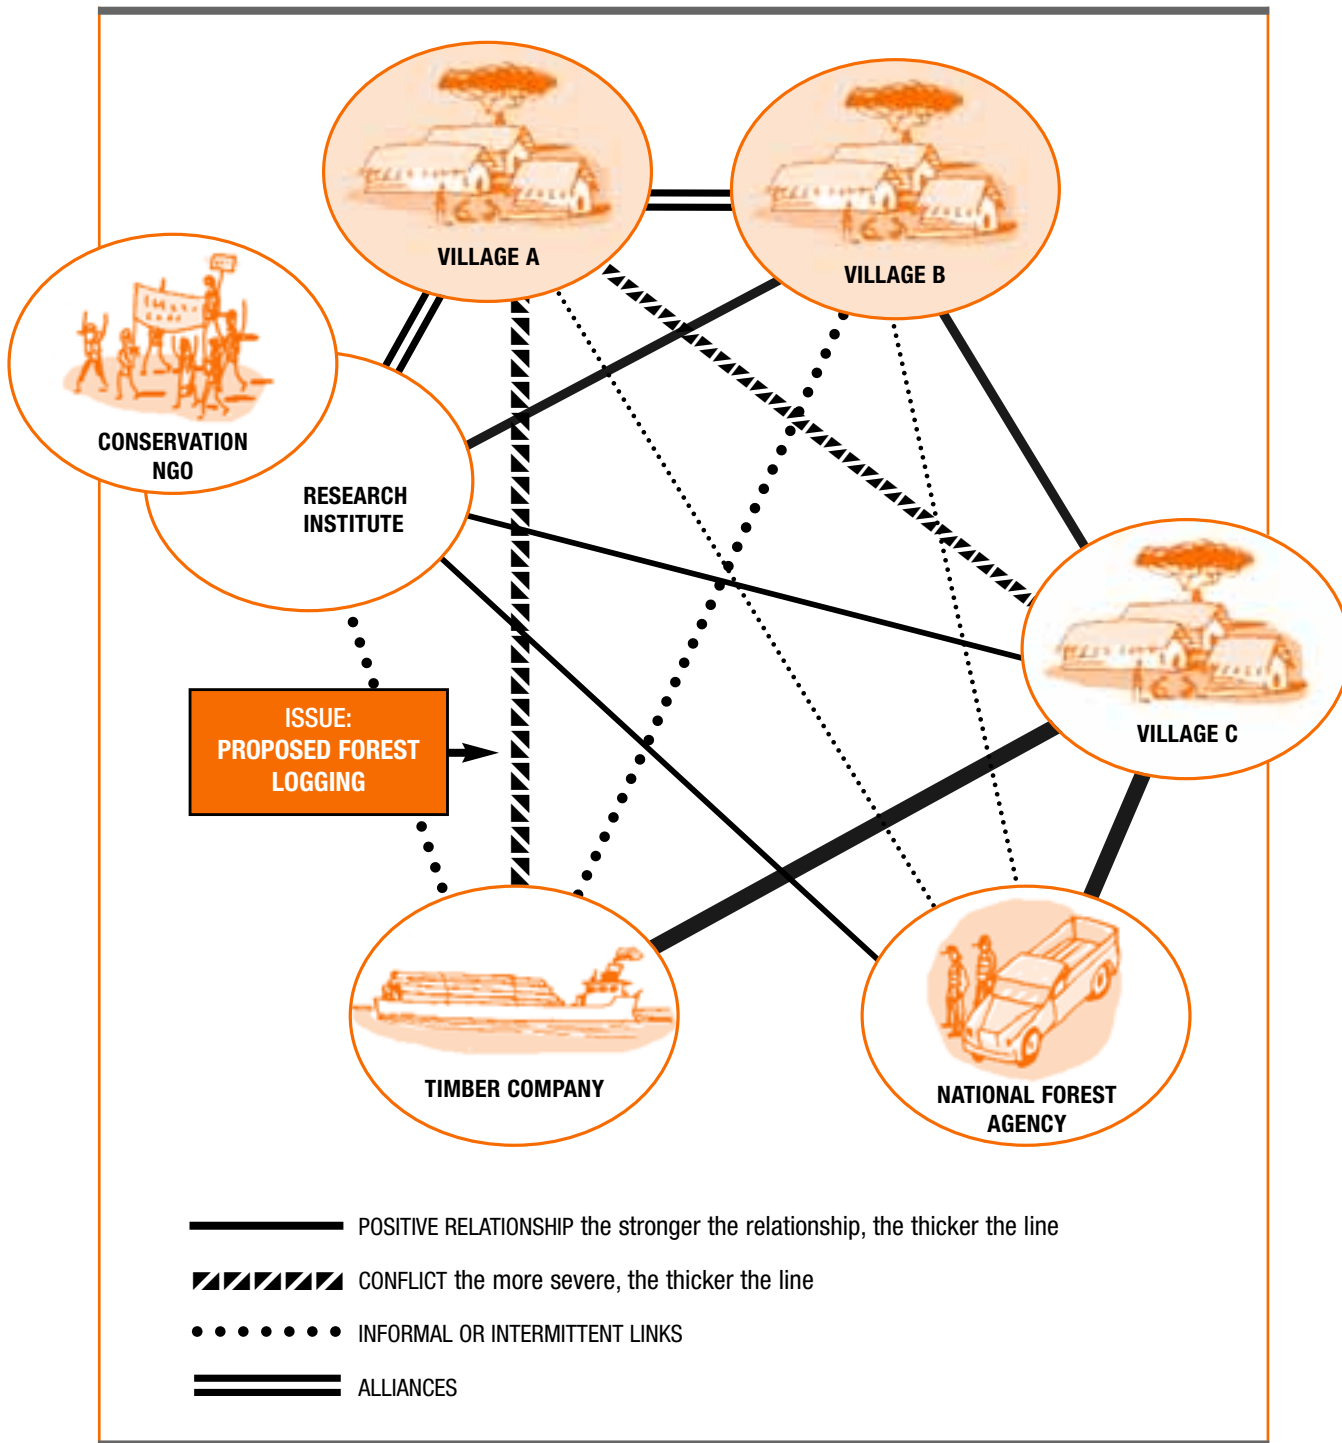 VILLAGE A
VILLAGE B
CONSERVATION
NGO
RESEARCH
INSTITUTE
ISSUE:
PROPOSED FOREST
LOGGING
VILLAGE C
TIMBER COMPANY
NATIONAL FOREST
AGENCY
POSITIVE RELATIONSHIP the stronger the relationship, the thicker the line
CONFLICT the more severe, the thicker the line
INFORMAL OR INTERMITTENT LINKS
ALLIANCES